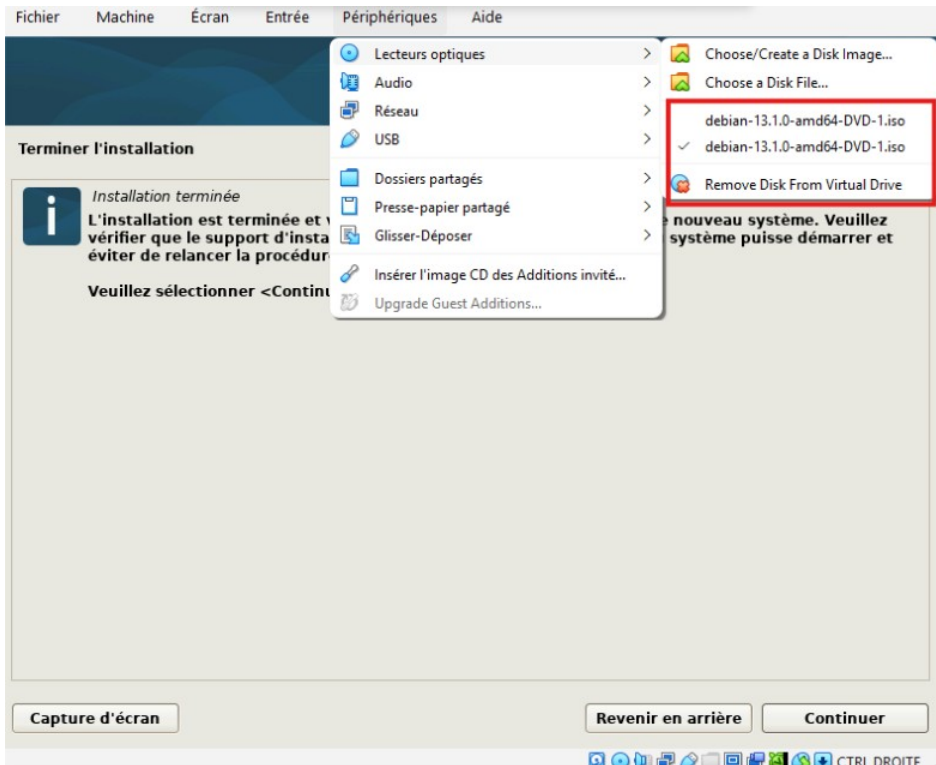 Fichier Machine Écran Entrée Périphériques Aide
Lecteurs optiques
Audio
Réseau
USB
Dossiers partagés
Presse-papier partagé
Glisser-Déposer
Insérer l'image CD des Additions invité...
Upgrade Guest Additions...
Choose/Create a Disk Image...
Choose a Disk File...
debian-13.1.0-amd64-DVD-1.iso
debian-13.1.0-amd64-DVD-1.iso
Remove Disk From Virtual Drive
Terminer l'installation
Installation terminée
L'installation est terminée et nouveau système. Veuillez
vérifier que le support d'insta système puisse démarrer et
éviter de relancer la procédur
Veuillez sélectionner <Continu
Capture d'écran Revenir en arrière Continuer
CTRL DROITE